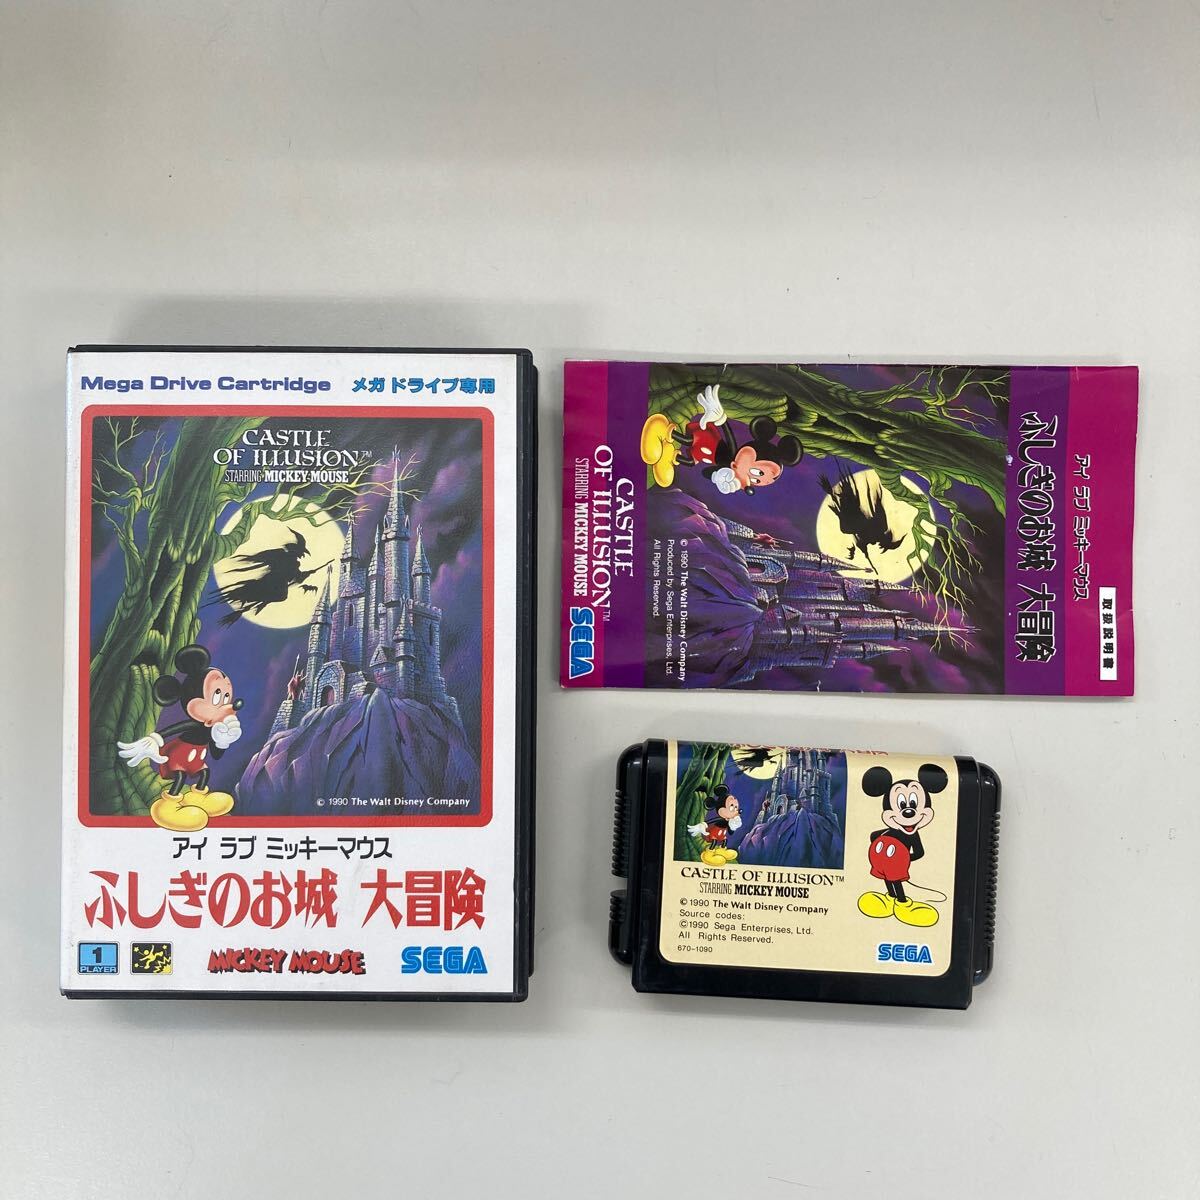 Mega Drive Cartridge メガドライブ専用
CASTLE
OF ILLUSION™
STARRING MICKEY MOUSE
© 1990 The Walt Disney Company
アイ ラブ ミッキーマウス
ふしぎのお城 大冒険
1
PLAYER
MICKEY MOUSE
SEGA
アイ ラブ ミッキーマウス
ふしぎのお城 大冒険
取扱説明書
© 1990 The Walt Disney Company
Produced by Sega Enterprises, Ltd.
All Rights Reserved.
CASTLE
OF ILLUSION™
STARRING MICKEY MOUSE
SEGA
CASTLE OF ILLUSION™
STARRING MICKEY MOUSE
© 1990 The Walt Disney Company
Source codes:
©1990 Sega Enterprises, Ltd.
All Rights Reserved.
670-1090
SEGA